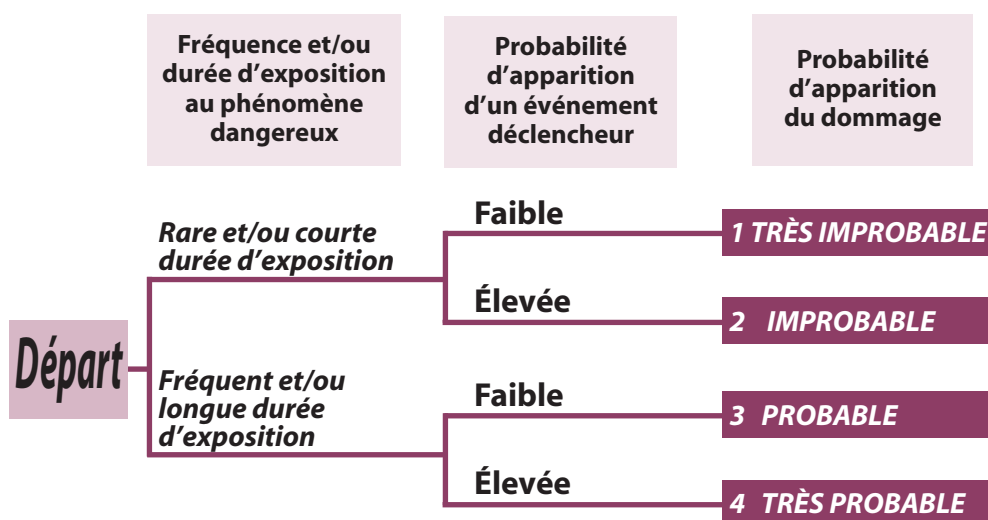 Fréquence et/ou
durée d’exposition
au phénomène
dangereux
Probabilité
d’apparition
d’un événement
déclencheur
Probabilité
d’apparition
du dommage
Départ
Rare et/ou courte
durée d’exposition
Faible
1 TRÈS IMPROBABLE
Élevée
2 IMPROBABLE
Fréquent et/ou
longue durée
d’exposition
Faible
3 PROBABLE
Élevée
4 TRÈS PROBABLE